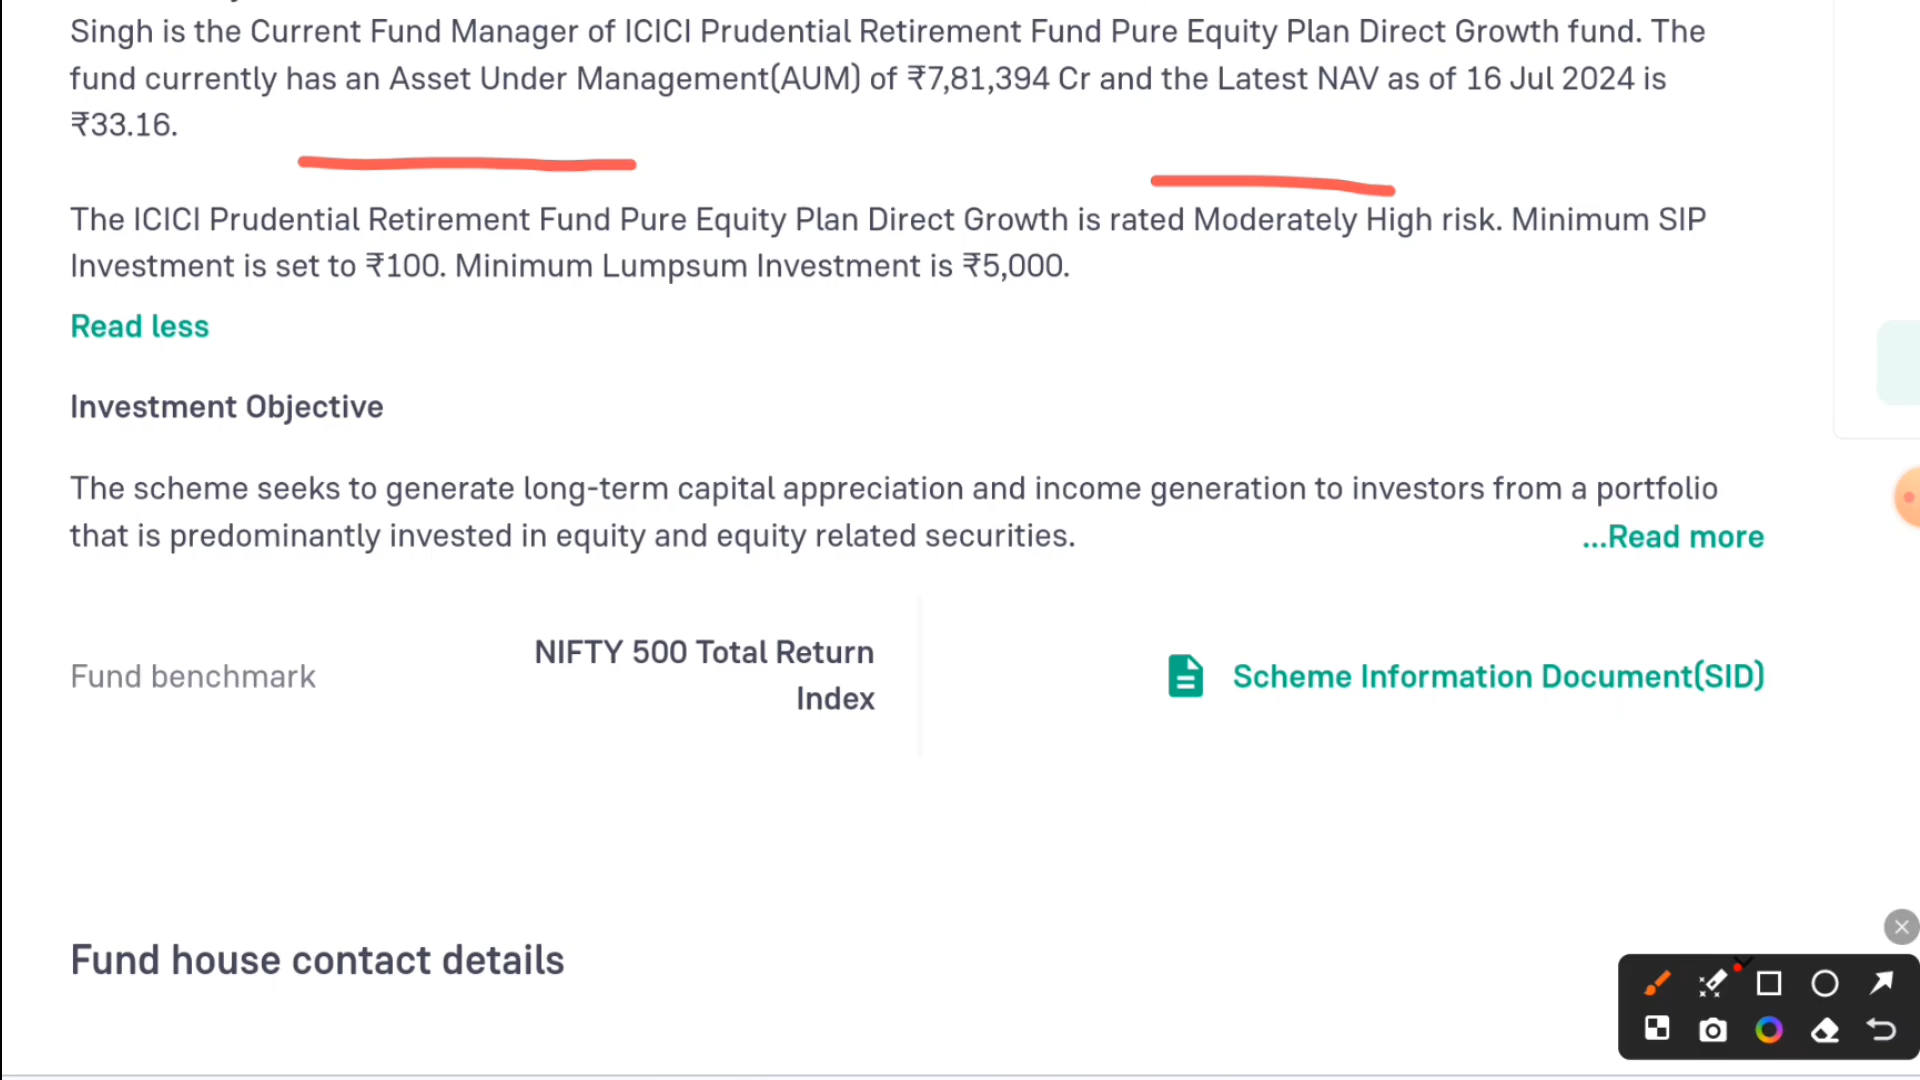 Singh is the Current Fund Manager of ICICI Prudential Retirement Fund Pure Equity Plan Direct Growth fund. The
fund currently has an Asset Under Management(AUM) of ₹7,81,394 Cr and the Latest NAV as of 16 Jul 2024 is
₹33.16.
The ICICI Prudential Retirement Fund Pure Equity Plan Direct Growth is rated Moderately High risk. Minimum SIP
Investment is set to ₹100. Minimum Lumpsum Investment is ₹5,000.
Read less
Investment Objective
The scheme seeks to generate long-term capital appreciation and income generation to investors from a portfolio
that is predominantly invested in equity and equity related securities.
...Read more
Fund benchmark
NIFTY 500 Total Return
Index
Scheme Information Document(SID)
Fund house contact details